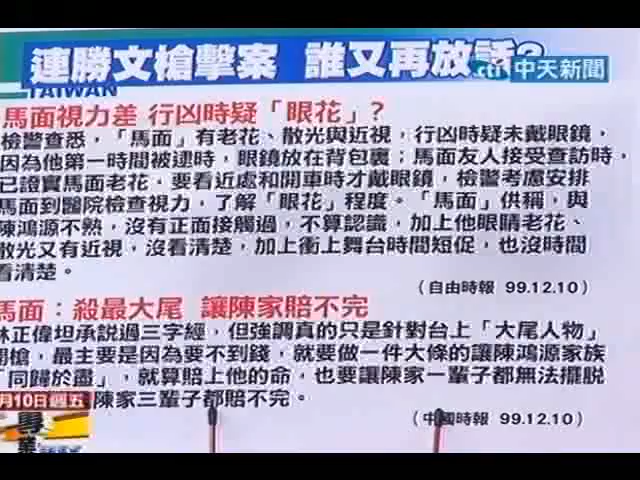 連勝文槍擊案 誰又再放話?
中天新聞
TAIWAN
馬面視力差 行凶時疑「眼花」?
檢警查悉，「馬面」有老花、散光與近視，行凶時疑未戴眼鏡，
因為他第一時間被逮時，眼鏡放在背包裏；馬面友人接受查訪時，
已證實馬面老花．要看近處和開車時才戴眼鏡，檢警考慮安排
馬面到醫院檢查視力，了解「眼花」程度。「馬面」供稱，與
陳鴻源不熟，沒有正面接觸過，不算認識，加上他眼睛老花、
散光又有近視，沒看清楚，加上衝上舞台時間短促，也沒時間
看清楚。
(自由時報 99.12.10)
馬面：殺最大尾 讓陳家賠不完
林正偉坦承說過三字經，但強調真的只是針對台上「大尾人物」
開槍，最主要是因為要不到錢，就要做一件大條的讓陳鴻源家族
「同歸於盡」，就算賠上他的命，也要讓陳家一輩子都無法擺脫
月10日週五
陳家三輩子都賠不完。
(中國時報 99.12.10)